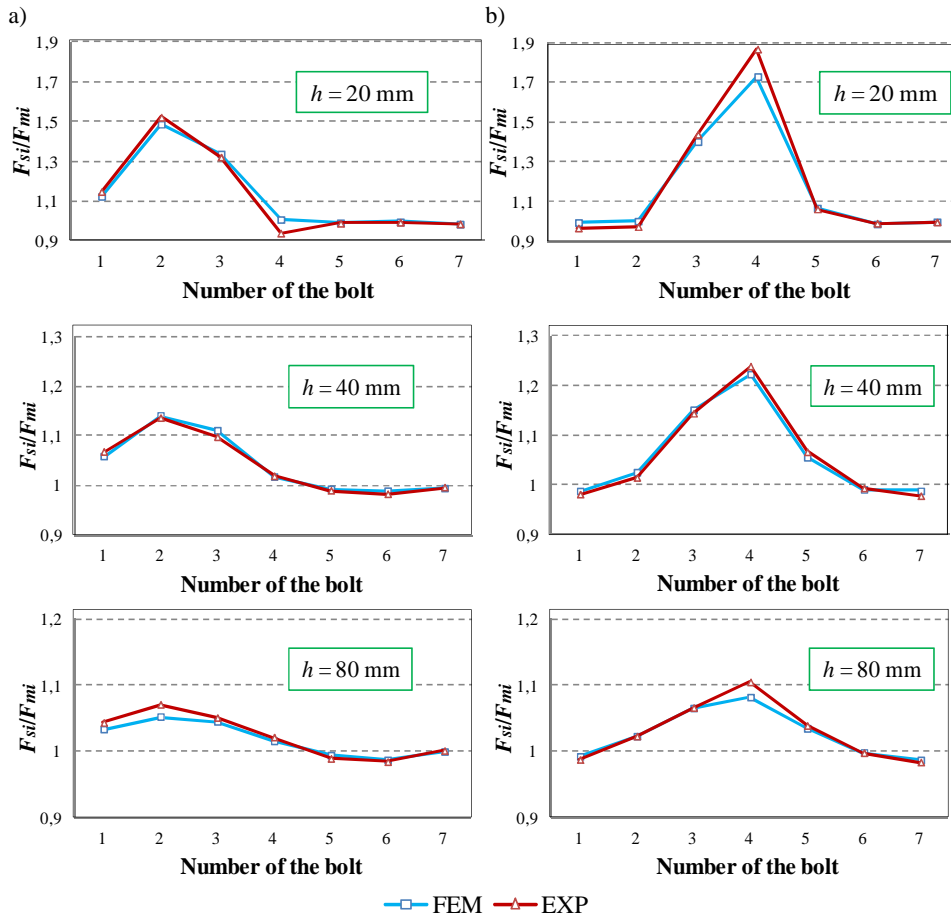 a)
1,9
1,7
1,5
1,3
1,1
0,9
Fsi/Fmi
h = 20 mm
1 2 3 4 5 6 7
Number of the bolt
b)
1,9
1,7
1,5
1,3
1,1
0,9
Fsi/Fmi
h = 20 mm
1 2 3 4 5 6 7
Number of the bolt
1,3
1,2
1,1
1
0,9
Fsi/Fmi
h = 40 mm
1 2 3 4 5 6 7
Number of the bolt
1,3
1,2
1,1
1
0,9
Fsi/Fmi
h = 40 mm
1 2 3 4 5 6 7
Number of the bolt
1,2
1,1
1
0,9
Fsi/Fmi
h = 80 mm
1 2 3 4 5 6 7
Number of the bolt
1,2
1,1
1
0,9
Fsi/Fmi
h = 80 mm
1 2 3 4 5 6 7
Number of the bolt
FEM EXP